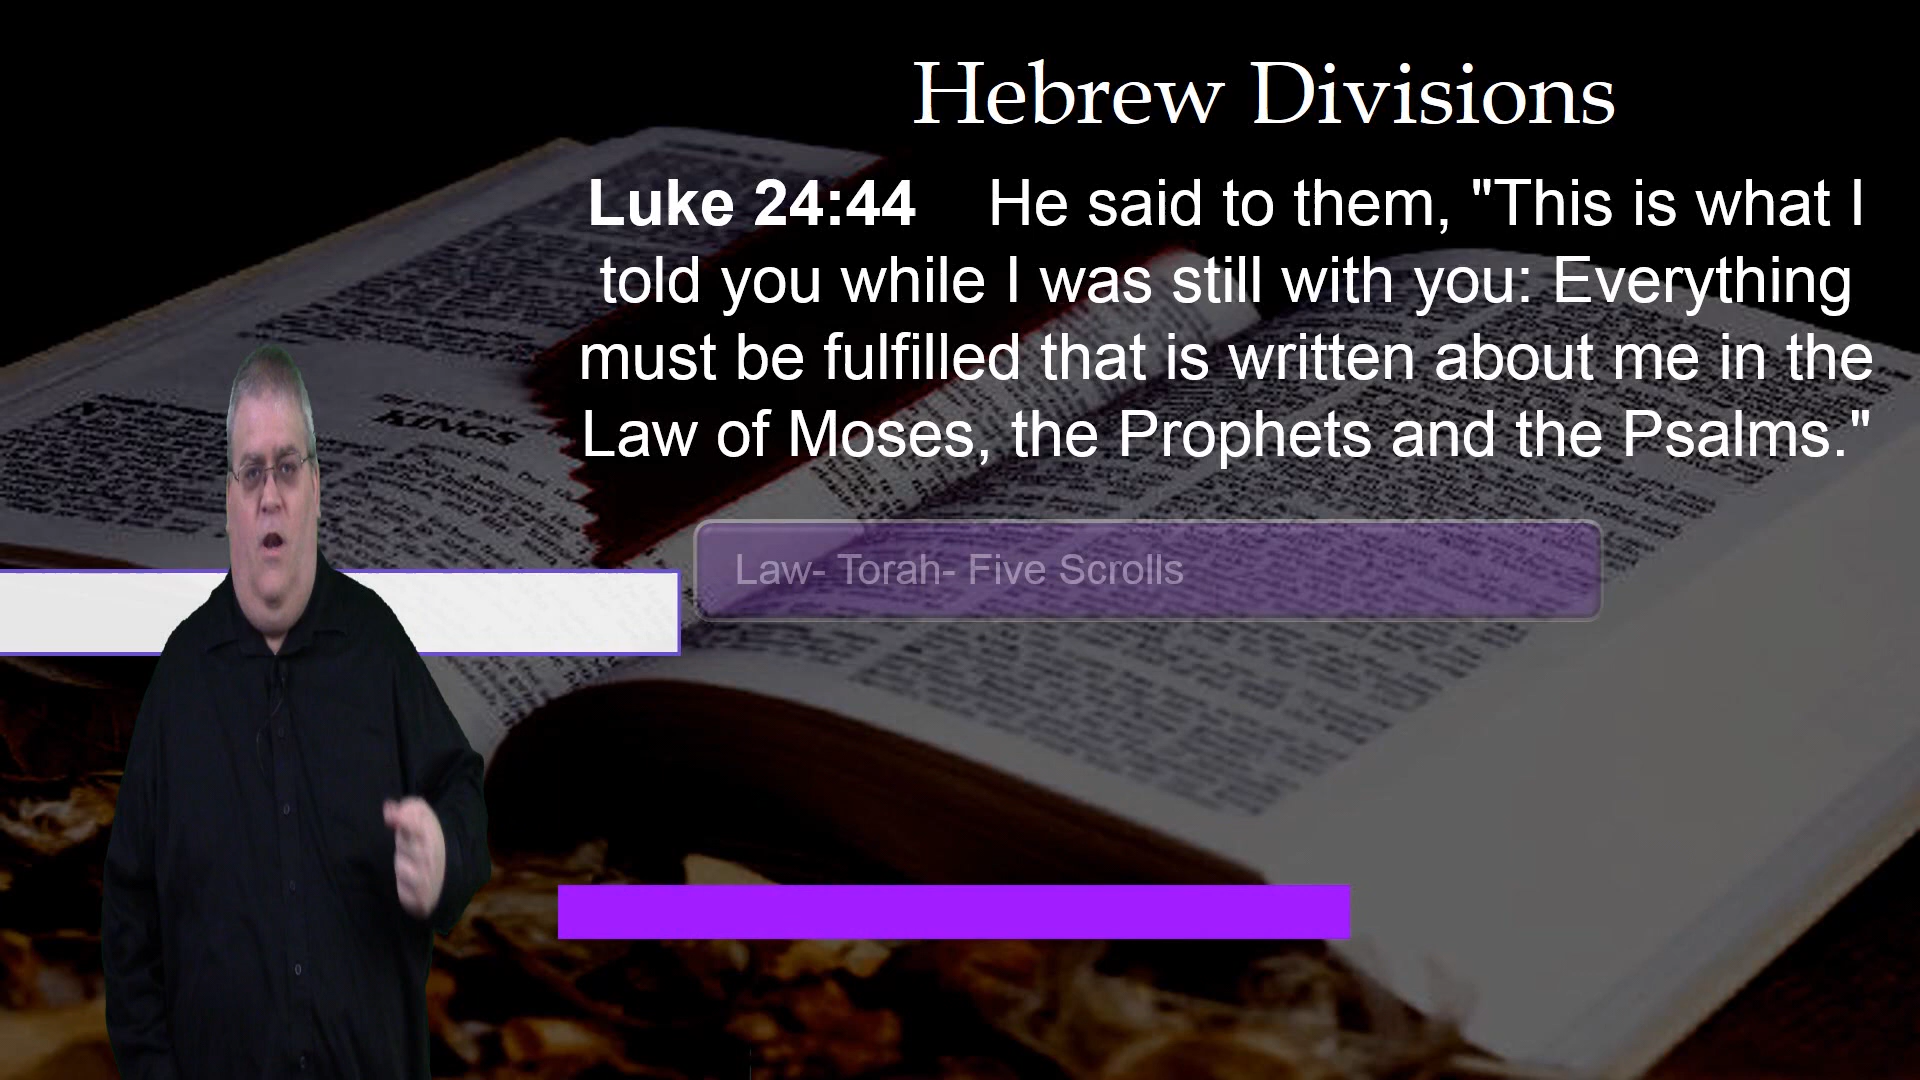 Hebrew Divisions
Luke 24:44    He said to them, "This is what I
told you while I was still with you: Everything
must be fulfilled that is written about me in the
Law of Moses, the Prophets and the Psalms."
KINGS
Law- Torah- Five Scrolls